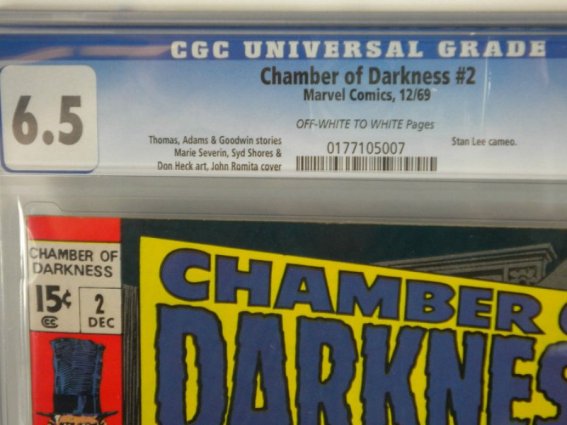 CGC UNIVERSAL GRADE
6.5
Chamber of Darkness #2
Marvel Comics, 12/69
OFF-WHITE TO WHITE Pages
Thomas, Adams & Goodwin stories
Marie Severin, Syd Shores &
Don Heck art, John Romita cover
0177105007
Stan Lee cameo.
CHAMBER OF
DARKNESS
15¢ 2
CC DEC
CHAMBER
DARKNES